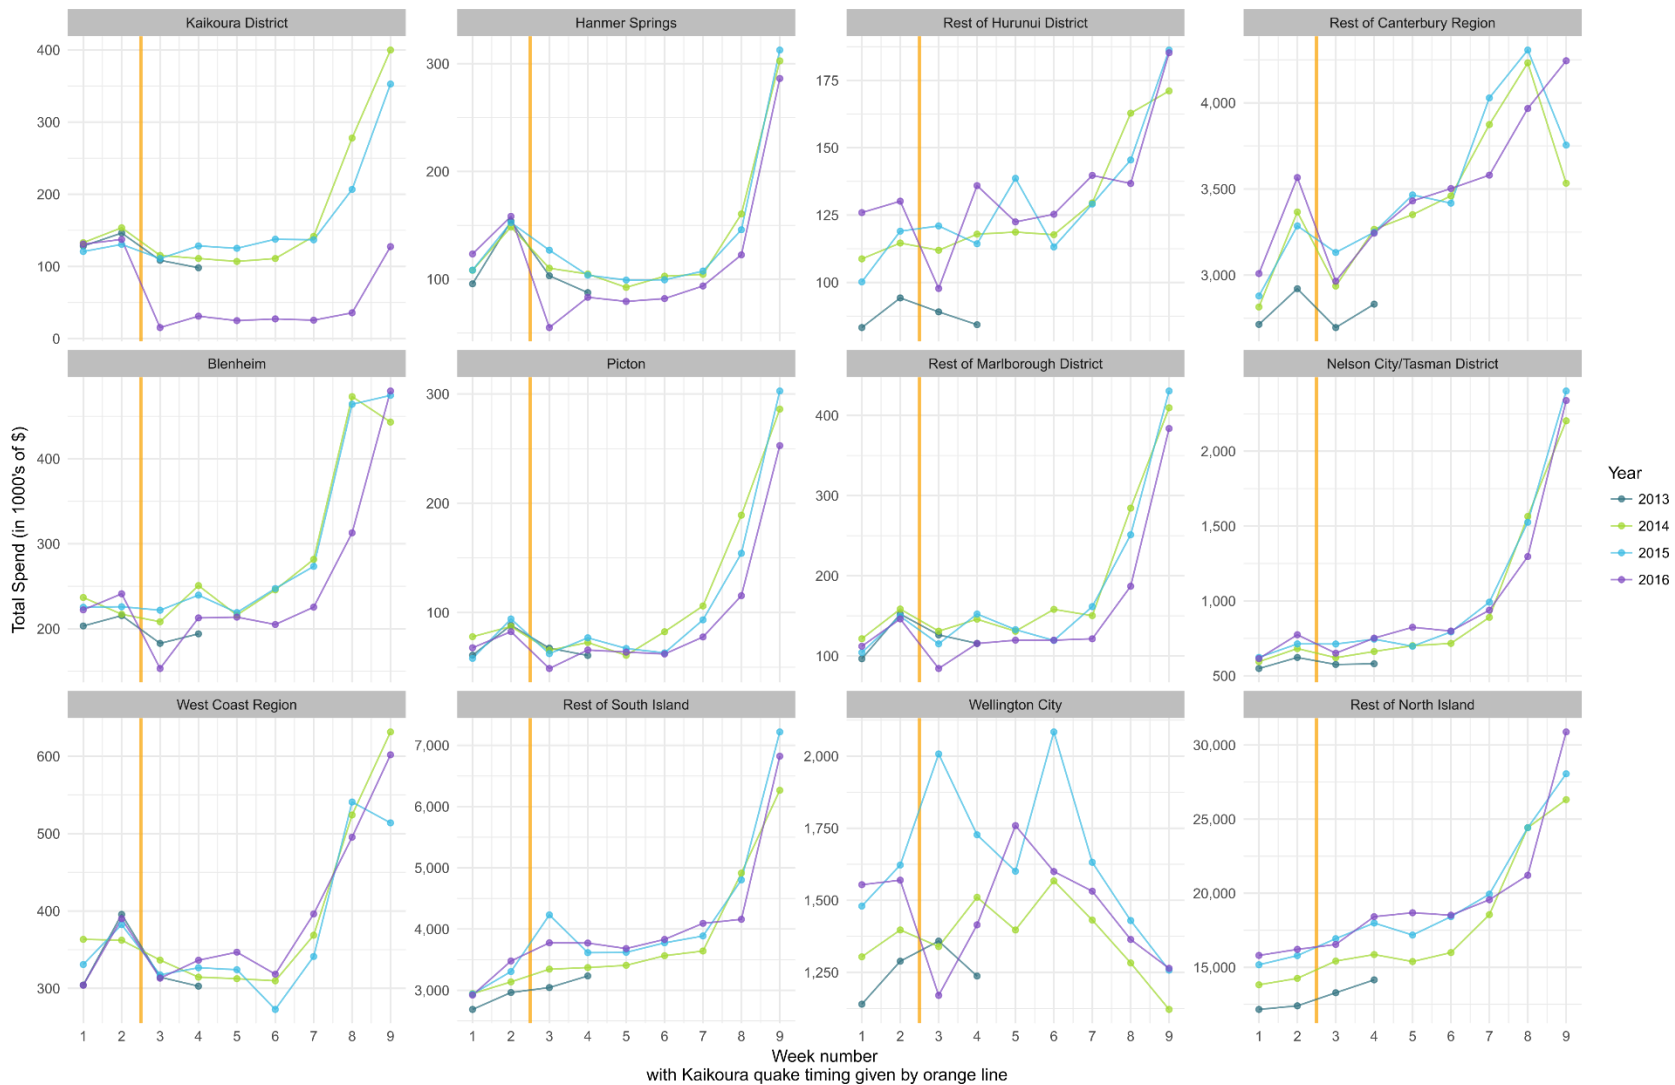 Kaikoura District
Hanmer Springs
Rest of Hurunui District
Rest of Canterbury Region
400
300
200
100
0
300
200
100
175
150
125
100
4,000
3,500
3,000
Blenheim
Picton
Rest of Marlborough District
Nelson City/Tasman District
400
300
200
300
200
100
400
300
200
100
2,000
1,500
1,000
500
West Coast Region
Rest of South Island
Wellington City
Rest of North Island
600
500
400
300
7,000
6,000
5,000
4,000
3,000
2,000
1,750
1,500
1,250
30,000
25,000
20,000
15,000
1 2 3 4 5 6 7 8 9
1 2 3 4 5 6 7 8 9
1 2 3 4 5 6 7 8 9
1 2 3 4 5 6 7 8 9
Total Spend (in 1000's of $)
Week number
with Kaikoura quake timing given by orange line
Year
2013
2014
2015
2016